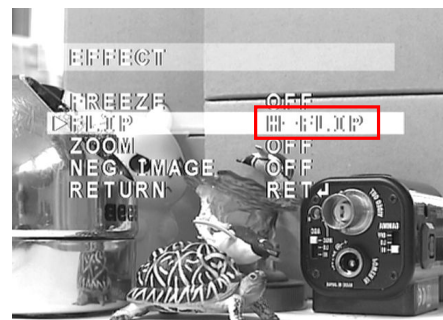 EFFECT
FREEZE OFF
▷FLIP H-FLIP
ZOOM OFF
NEG. IMAGE OFF
RETURN RET↲